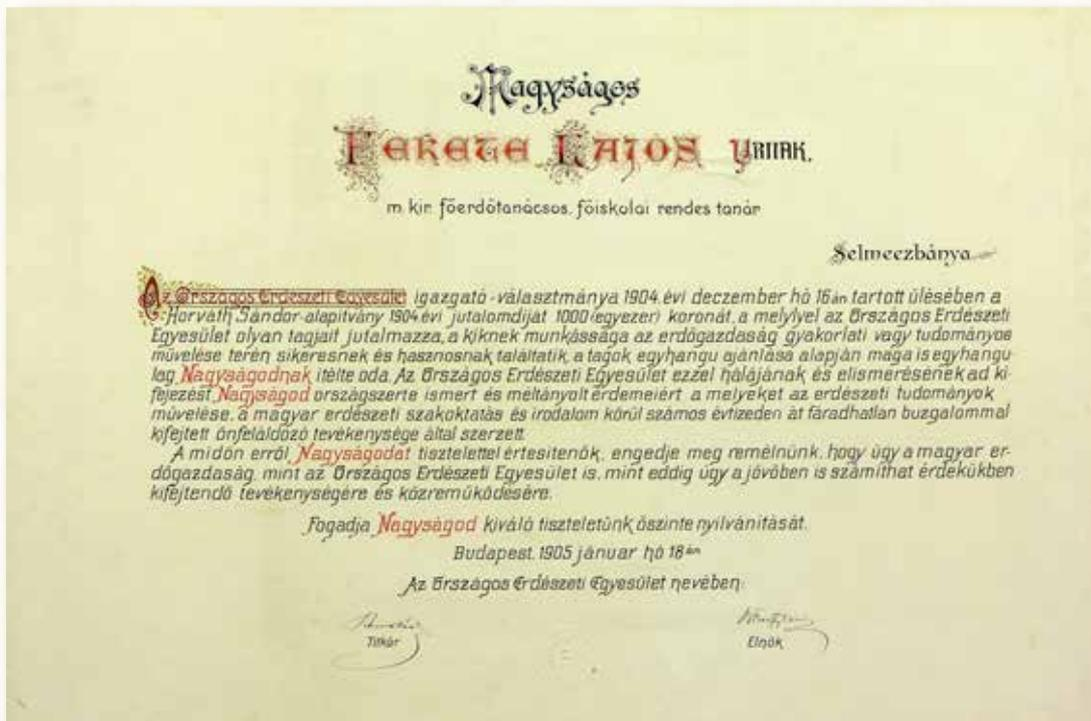 Magyságos
FEKETE LAJOS URNAK.
m. kir. főerdőtanácsos, főiskolai rendes tanár
Selmeczbánya
Az Országos Erdészeti Egyesület igazgató-választmánya 1904. évi deczember hó 16án tartott ülésében a
Horváth Sándor-alapitvány 1904 évi jutalomdiját 1000 (egyezer) koronát, a melylyel az Országos Erdészeti
Egyesület olyan tagjait jutalmazza, a kiknek munkássága az erdőgazdaság gyakorlati vagy tudományos
művelése terén sikeresnek és hasznosnak találtatik, a tagok egyhangu ajánlása alapján maga is egyhangu
lag Nagyságodnak itélte oda. Az Országos Erdészeti Egyesület ezzel hálájának és elismerésének ad ki-
fejezést Nagyságod országszerte ismert és méltányolt érdemeiért a melyeket az erdészeti tudományok
művelése, a magyar erdészeti szakoktatás és irodalom körül számos évtizeden át fáradhatlan buzgalommal
kifejtett önfeláldozó tevékenysége által szerzett.
A midőn erről Nagyságodat tisztelettel értesitenők, engedje meg remélnünk, hogy úgy a magyar er-
dőgazdaság, mint az Országos Erdészeti Egyesület is, mint eddig úgy a jövőben is számithat érdekükben
kifejtendő tevékenységére és közreműködésére.
Fogadja Nagyságod kiváló tiszteletünk őszinte nyilvánitását.
Budapest, 1905 január hó 18án
Az Országos Erdészeti Egyesület nevében:
Titkár
Elnök